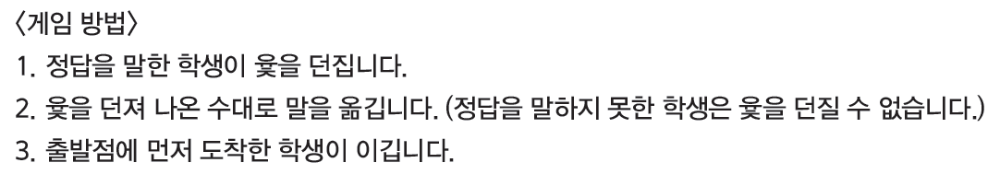 <게임 방법>
1. 정답을 말한 학생이 윷을 던집니다.
2. 윷을 던져 나온 수대로 말을 옮깁니다. (정답을 말하지 못한 학생은 윷을 던질 수 없습니다.)
3. 출발점에 먼저 도착한 학생이 이깁니다.